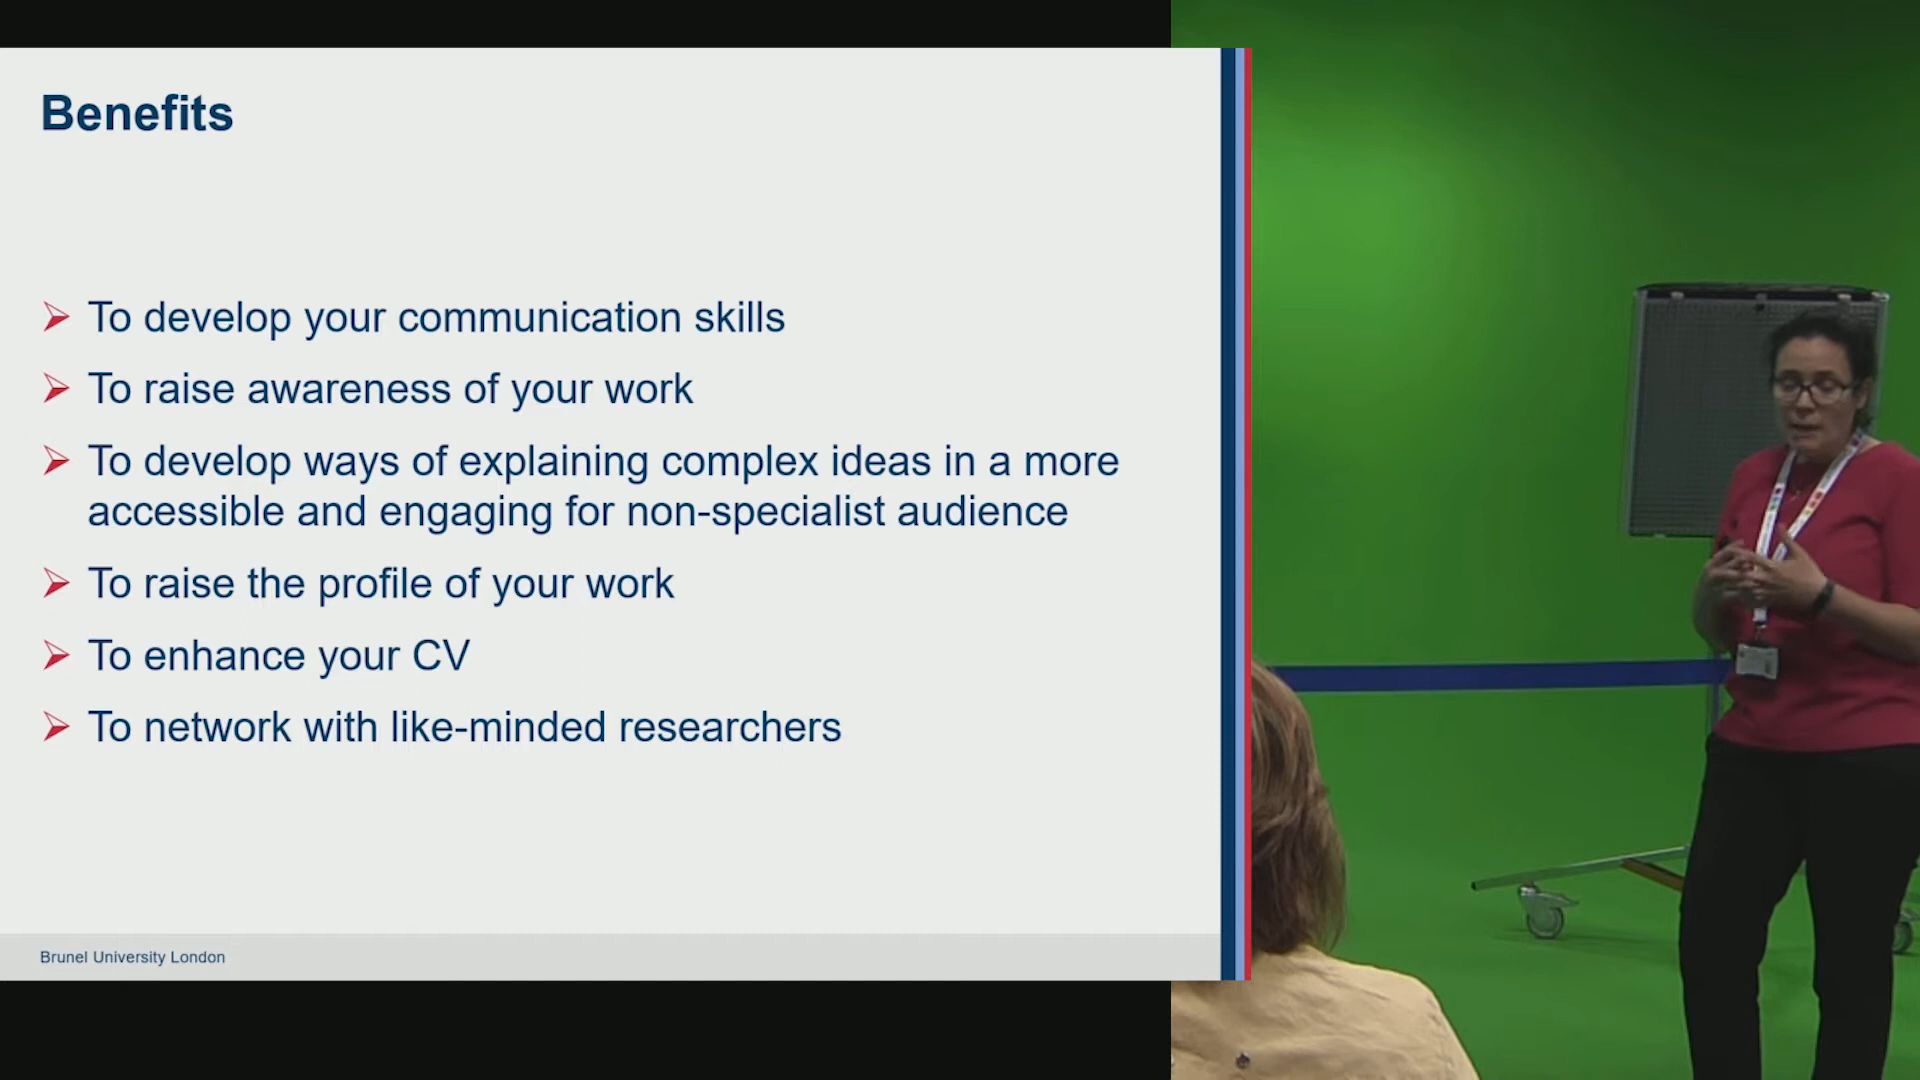 Benefits
To develop your communication skills
To raise awareness of your work
To develop ways of explaining complex ideas in a more
accessible and engaging for non-specialist audience
To raise the profile of your work
To enhance your CV
To network with like-minded researchers
Brunel University London